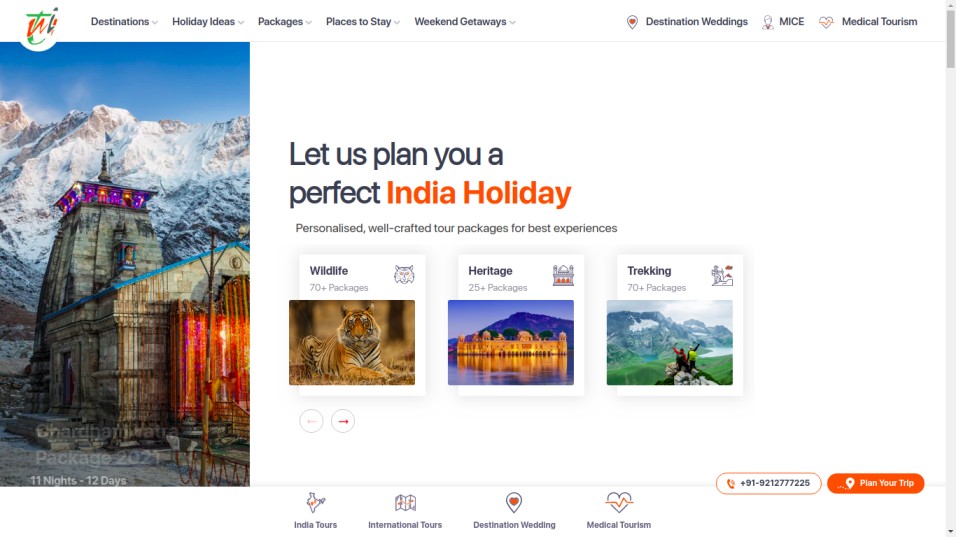 Destinations
Holiday Ideas
Packages
Places to Stay
Weekend Getaways
Destination Weddings
MICE
Medical Tourism
Let us plan you a
perfect India Holiday
Personalised, well-crafted tour packages for best experiences
Wildlife
70+ Packages
Heritage
25+ Packages
Trekking
70+ Packages
Chardham Yatra
Package 2021
11 Nights - 12 Days
+91-9212777225
Plan Your Trip
India Tours
International Tours
Destination Wedding
Medical Tourism